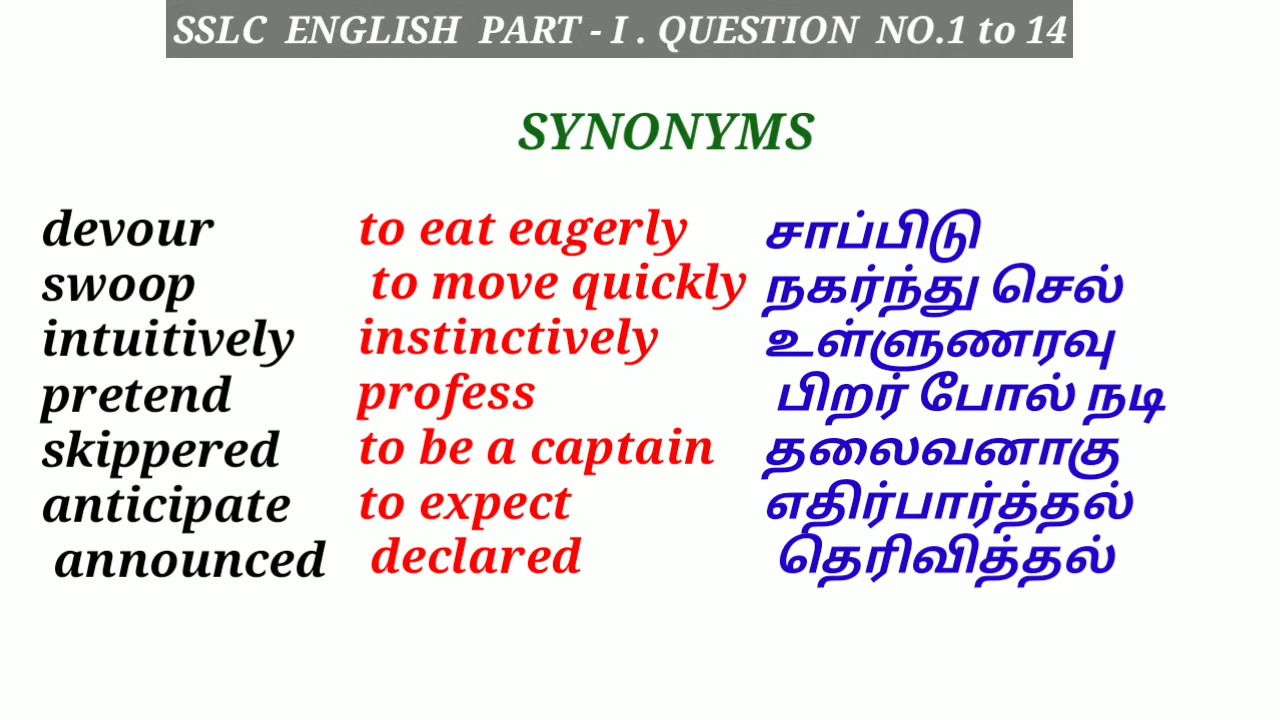 SSLC ENGLISH PART - I . QUESTION NO.1 to 14
SYNONYMS
devour to eat eagerly சாப்பிடு
swoop to move quickly நகர்ந்து செல்
intuitively instinctively உள்ளுணரவு
pretend profess பிறர் போல் நடி
skippered to be a captain தலைவனாகு
anticipate to expect எதிர்பார்த்தல்
announced declared தெரிவித்தல்